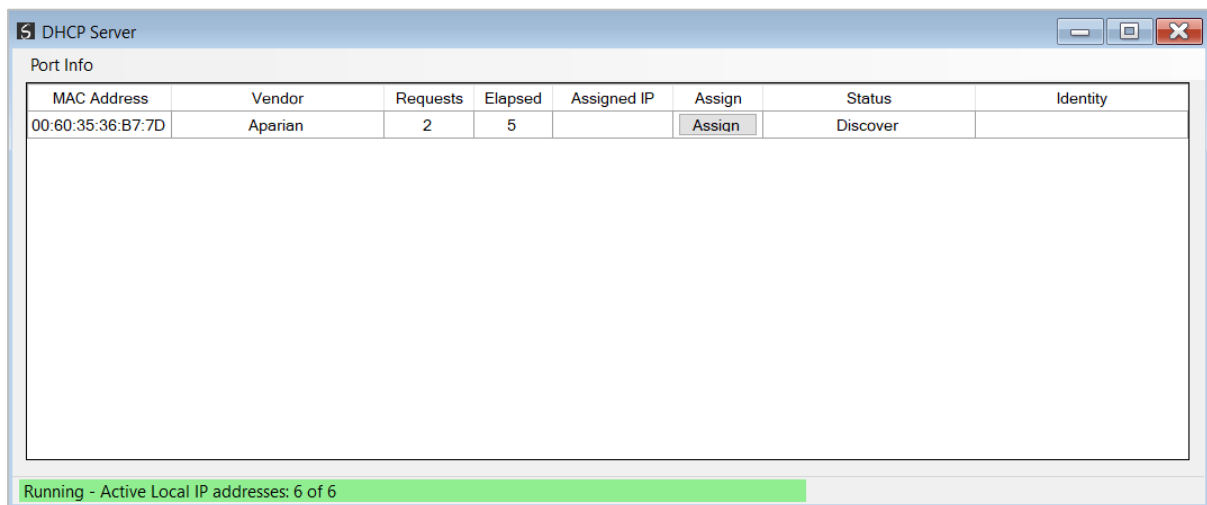 DHCP Server
Port Info
MAC Address Vendor Requests Elapsed Assigned IP Assign Status Identity
00:60:35:36:B7:7D Aparian 2 5 Assign Discover
Running - Active Local IP addresses: 6 of 6